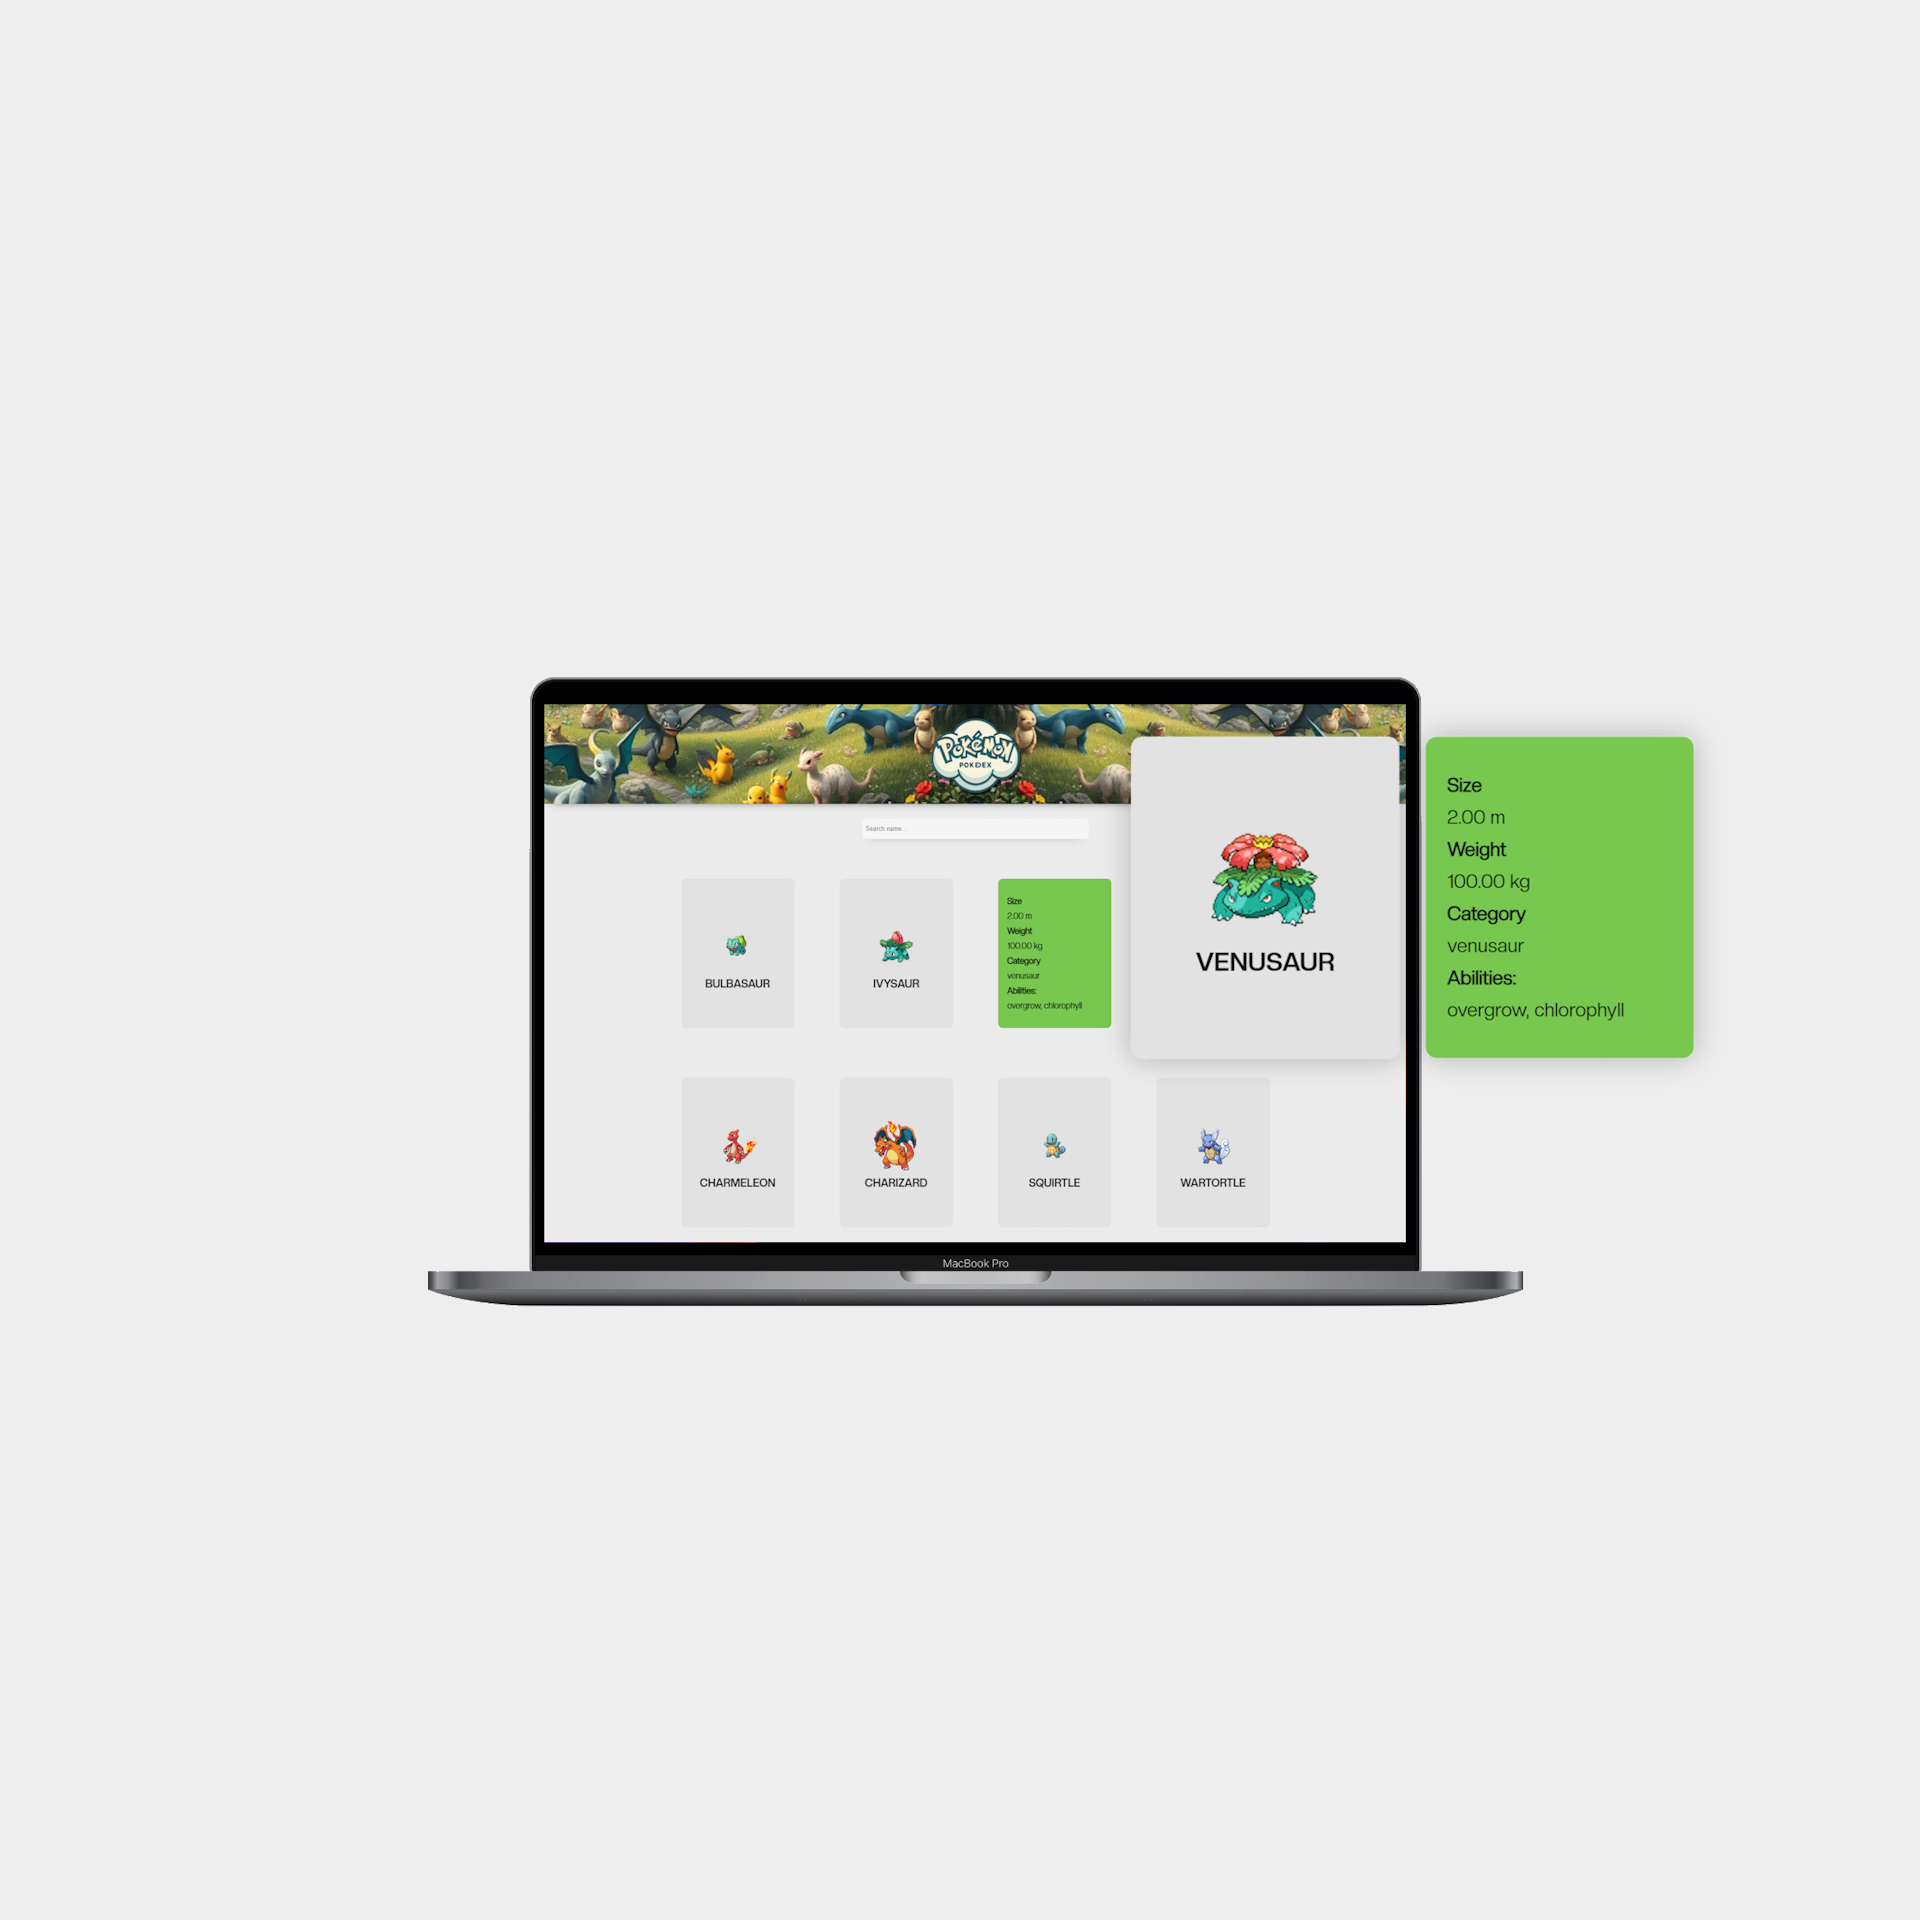 Pokémon
POKEDEX
Search name...
BULBASAUR
IVYSAUR
Size
2.00 m
Weight
100.00 kg
Category
venusaur
Abilities:
overgrow, chlorophyll
VENUSAUR
Size
2.00 m
Weight
100.00 kg
Category
venusaur
Abilities:
overgrow, chlorophyll
CHARMELEON
CHARIZARD
SQUIRTLE
WARTORTLE
MacBook Pro